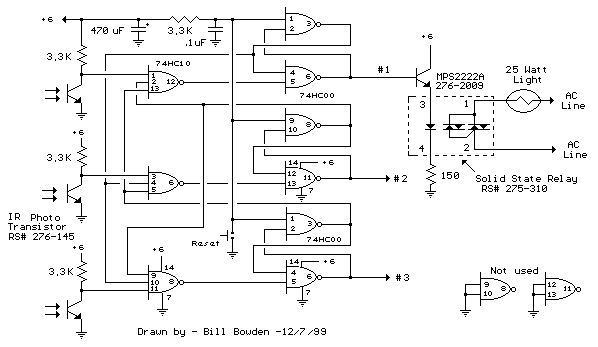 +6
470 uF
+
3.3K
.1uF
1
2
3
3.3K
74HC10
1
2
13
12
4
5
6
74HC00
#1
+6
MPS2222A
276-2009
25 Watt
Light
AC
Line
3
1
4
2
AC
Line
150
Solid State Relay
RS# 275-310
9
10
8
+6
3.3K
3
4
5
6
14
+6
12
13
11
7
#2
IR Photo
Transistor
RS# 276-145
1
2
3
74HC00
Reset
+6
3.3K
+6
14
9
10
11
8
7
14
+6
4
5
6
7
#3
Not used
9
10
8
12
13
11
Drawn by - Bill Bowden -12/7/99